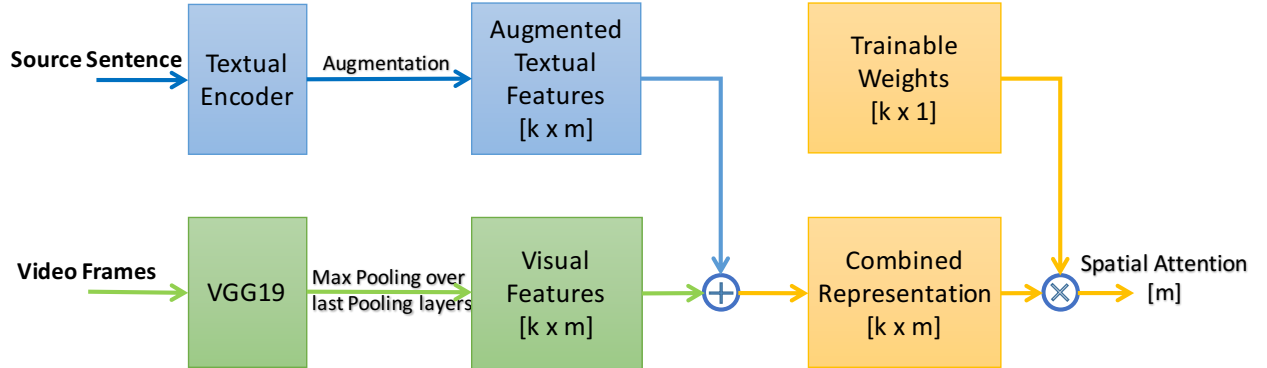 Source Sentence
Textual
Encoder
Augmentation
Augmented
Textual
Features
[k x m]
Trainable
Weights
[k x 1]
Video Frames
VGG19
Max Pooling over
last Pooling layers
Visual
Features
[k x m]
Combined
Representation
[k x m]
Spatial Attention
[m]